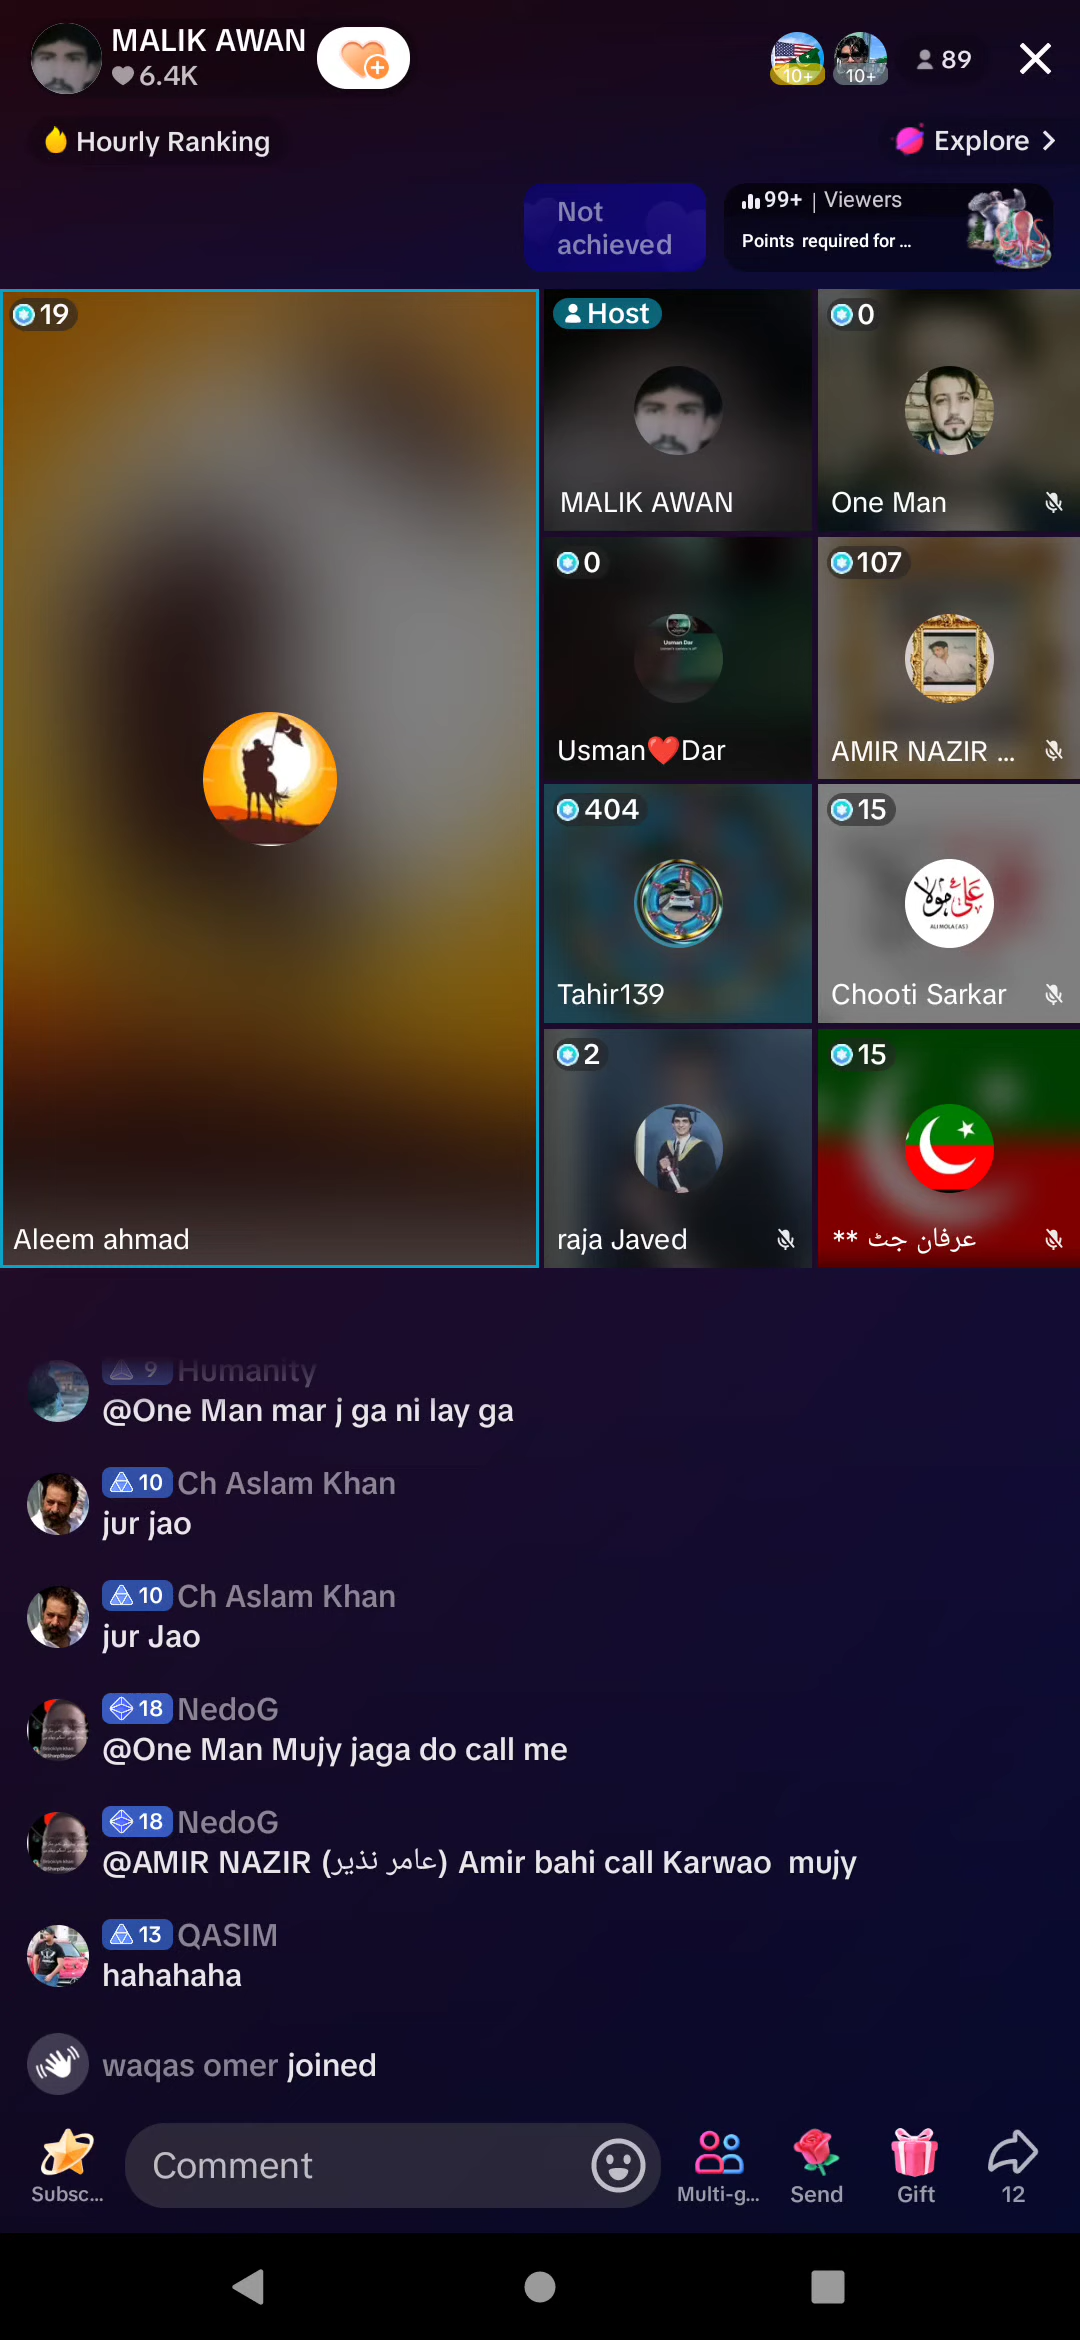 MALIK AWAN
6.4K
10+
10+
89
Hourly Ranking
Explore
Not
achieved
99+ | Viewers
Points required for ...
19
Aleem ahmad
Host
MALIK AWAN
0
One Man
0
Usman Dar
Usman❤️Dar
107
AMIR NAZIR ...
404
Tahir139
15
ALI MOLA (AS)
Chooti Sarkar
2
raja Javed
15
** عرفان جٹ
9 Humanity
@One Man mar j ga ni lay ga
10 Ch Aslam Khan
jur jao
10 Ch Aslam Khan
jur Jao
18 NedoG
@One Man Mujy jaga do call me
18 NedoG
@AMIR NAZIR (عامر نذیر) Amir bahi call Karwao mujy
13 QASIM
hahahaha
waqas omer joined
Comment
Subsc...
Multi-g...
Send
Gift
12